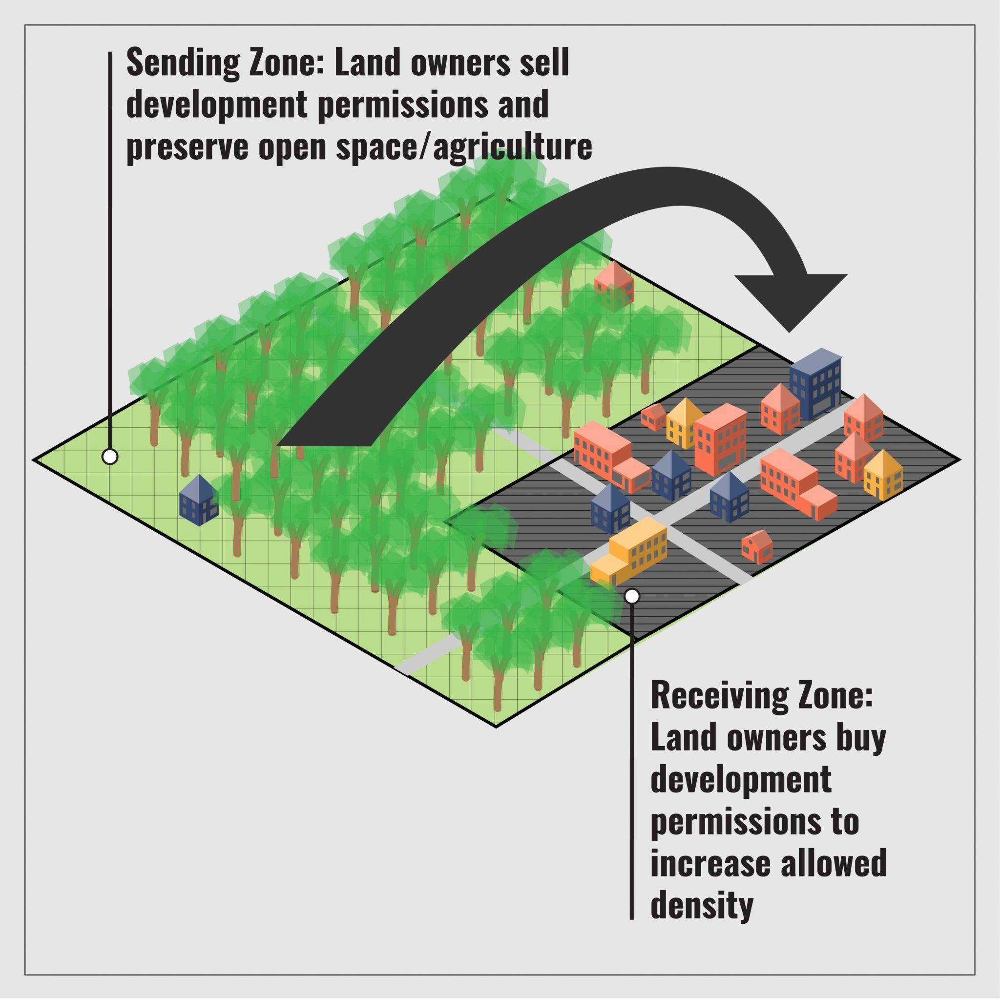 Sending Zone: Land owners sell
development permissions and
preserve open space/agriculture
Receiving Zone:
Land owners buy
development
permissions to
increase allowed
density